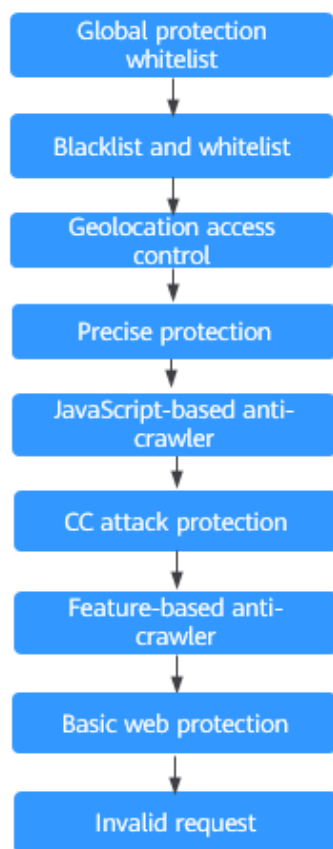 Global protection
whitelist
Blacklist and whitelist
Geolocation access
control
Precise protection
JavaScript-based anti-
crawler
CC attack protection
Feature-based anti-
crawler
Basic web protection
Invalid request